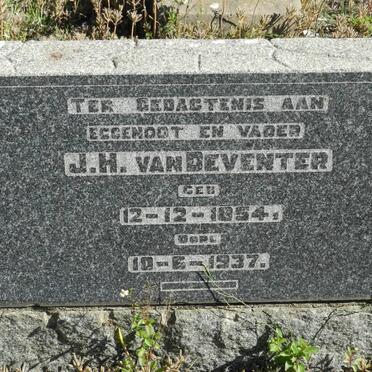 TER GEDAGTENIS AAN
EGGENOOT EN VADER
J.H. VAN DEVENTER
GEB
12-12-1854,
OORL
10-6-1937.